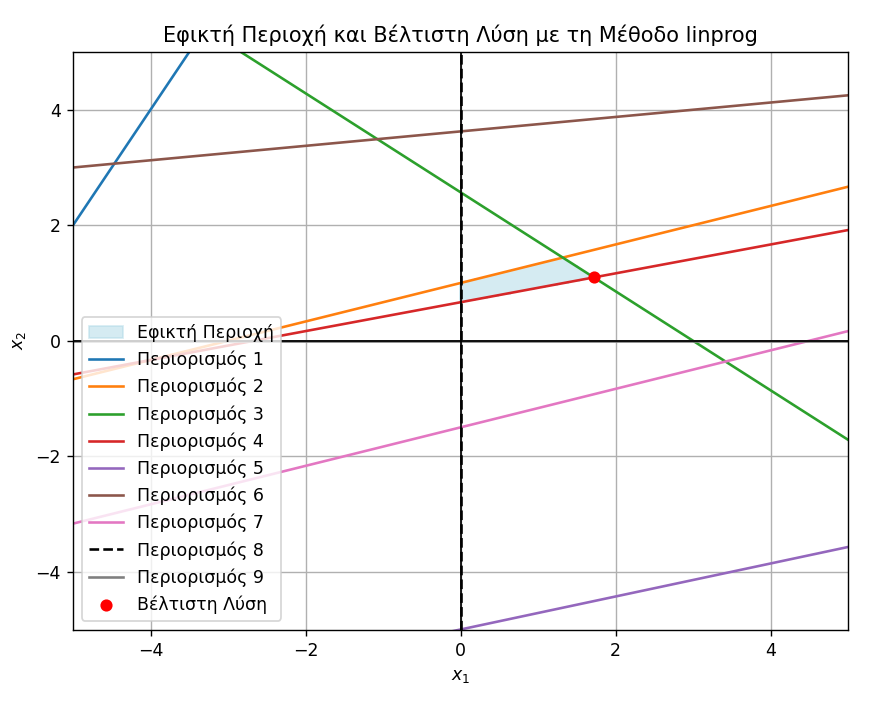 Εφικτή Περιοχή και Βέλτιστη Λύση με τη Μέθοδο linprog
4
2
0
−2
−4
x₂
Εφικτή Περιοχή
Περιορισμός 1
Περιορισμός 2
Περιορισμός 3
Περιορισμός 4
Περιορισμός 5
Περιορισμός 6
Περιορισμός 7
Περιορισμός 8
Περιορισμός 9
Βέλτιστη Λύση
−4 −2 0 2 4
x₁